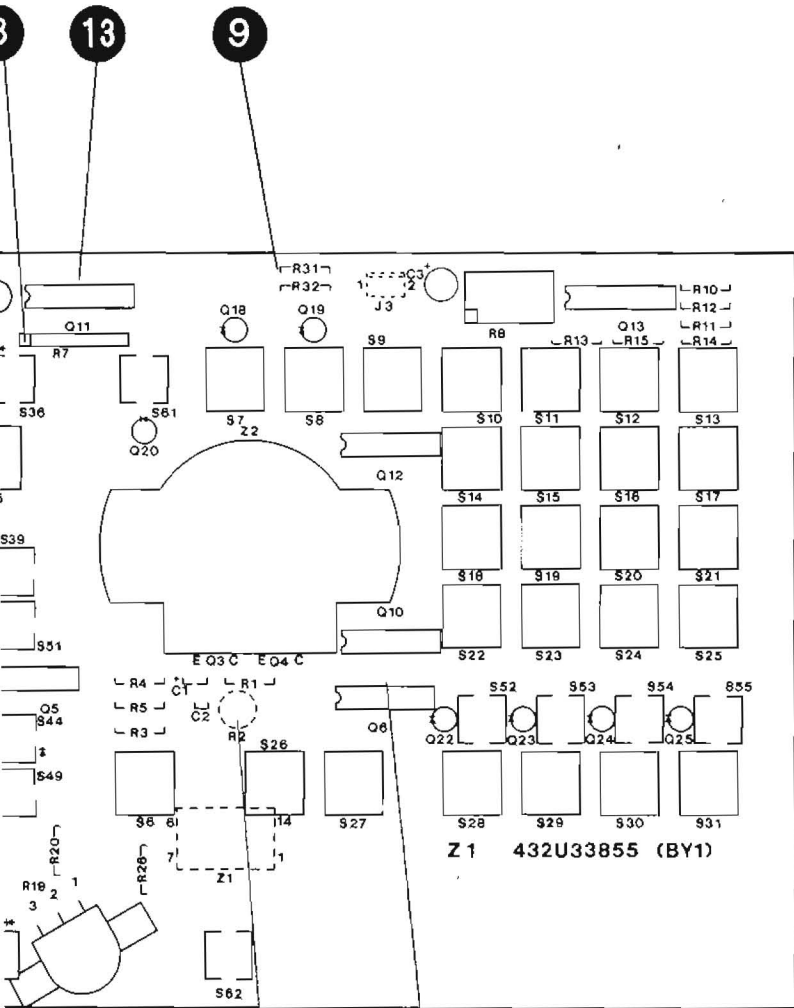 13
9
R31
R32
1
2
C3
+
J3
R8
R10
R12
R11
R14
Q13
R13
R15
Q11
R7
Q18
Q19
S9
S36
S61
S7
S8
S10
S11
S12
S13
Z2
Q20
Q12
S14
S15
S16
S17
S39
S18
S19
S20
S21
Q10
S51
E Q3 C
E Q4 C
S22
S23
S24
S25
R4
C1
+
R1
S52
S53
S54
S55
Q5
R5
C2
S44
R3
R2
Q6
Q22
Q23
Q24
Q25
S26
S49
S6
8
14
S27
S28
S29
S30
S31
7
1
Z1
Z1 432U33855 (BY1)
R20
R26
R19
1
2
3
S62